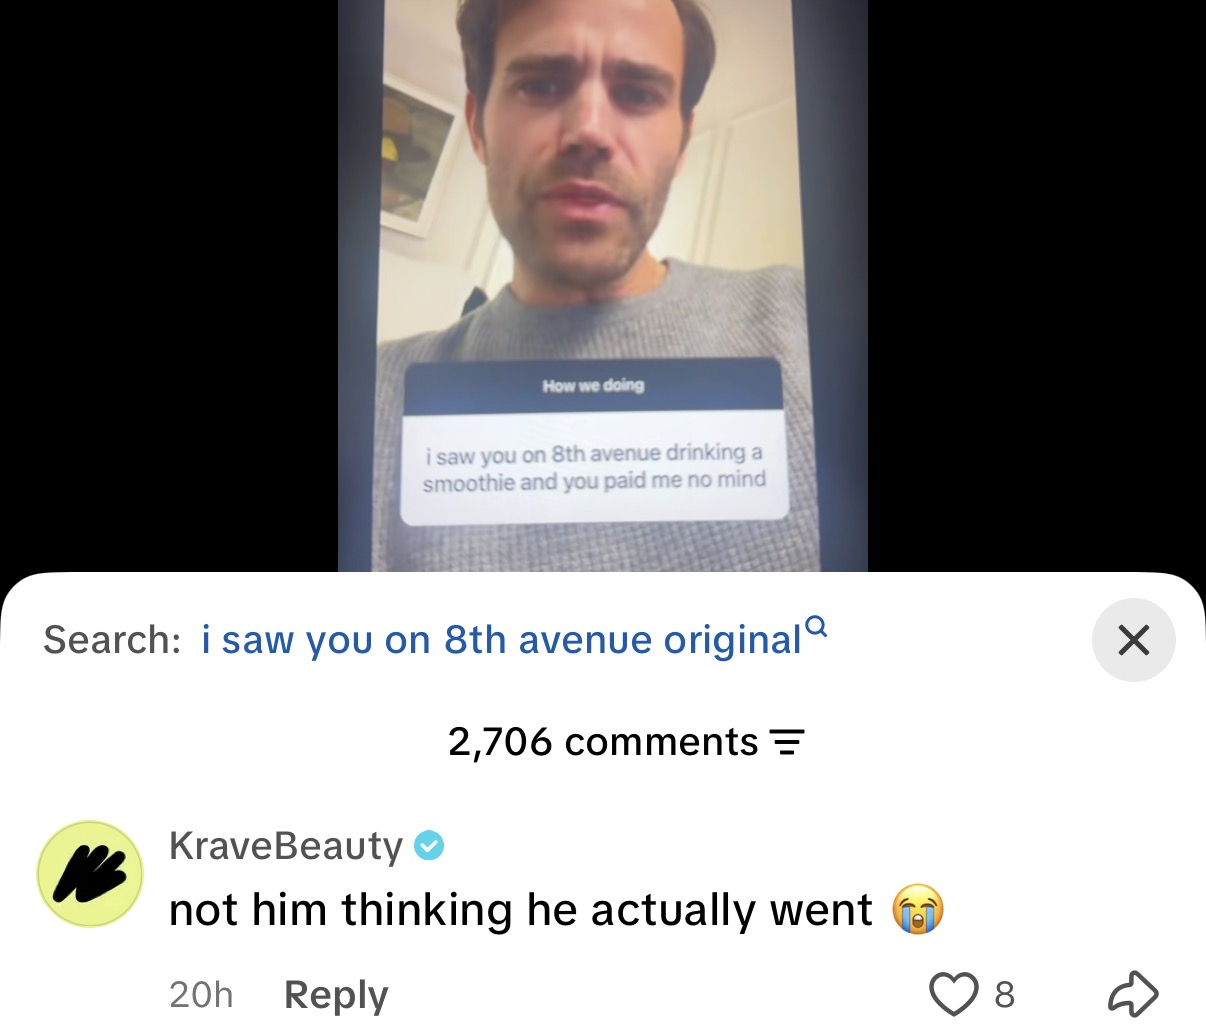 How we doing
i saw you on 8th avenue drinking a
smoothie and you paid me no mind
Search: i saw you on 8th avenue original
2,706 comments
KraveBeauty
not him thinking he actually went 😭
20h Reply 8